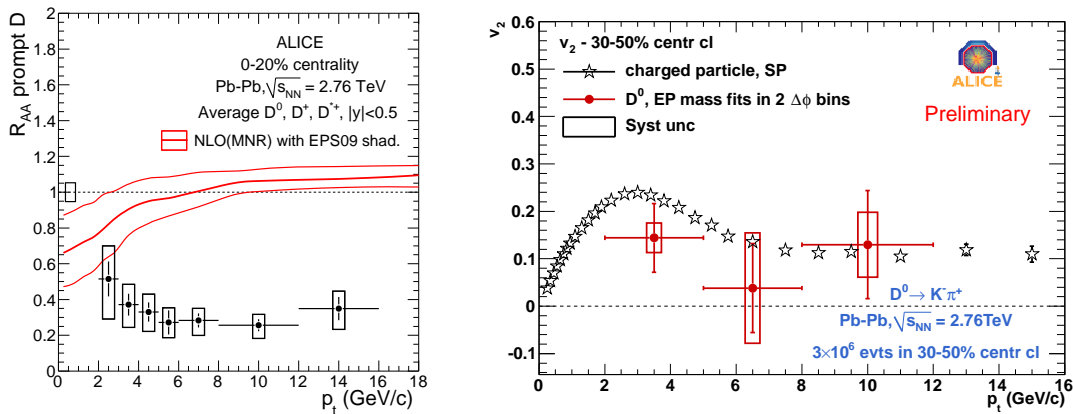 R_AA prompt D
2
1.8
1.6
1.4
1.2
1
0.8
0.6
0.4
0.2
0
ALICE
0-20% centrality
Pb-Pb, √s_NN = 2.76 TeV
Average D⁰, D⁺, D*⁺, |y|<0.5
NLO(MNR) with EPS09 shad.
0 2 4 6 8 10 12 14 16 18
p_t (GeV/c)
v_2
0.6
0.5
0.4
0.3
0.2
0.1
0
-0.1
v_2 - 30-50% centr cl
charged particle, SP
D⁰, EP mass fits in 2 Δϕ bins
Syst unc
ALICE
Preliminary
D⁰→ K⁻π⁺
Pb-Pb, √s_NN = 2.76TeV
3×10⁶ evts in 30-50% centr cl
0 2 4 6 8 10 12 14 16
p_t (GeV/c)